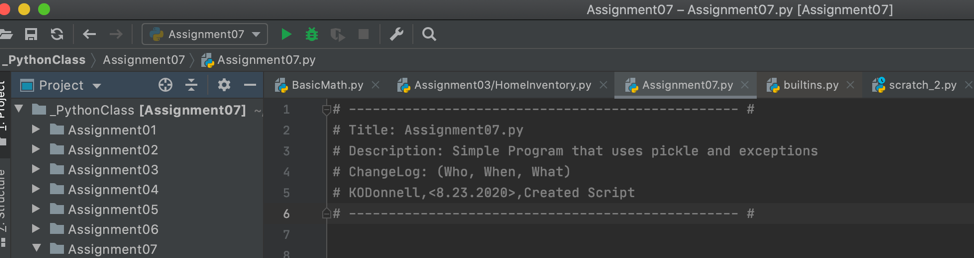 Assignment07 – Assignment07.py [Assignment07]
Assignment07
_PythonClass Assignment07 Assignment07.py
1: Project
Project
BasicMath.py Assignment03/HomeInventory.py Assignment07.py builtins.py scratch_2.py
_PythonClass [Assignment07] ~
Assignment01
Assignment02
Assignment03
Assignment04
Assignment05
Assignment06
Assignment07
Structure
1 # ------------------------------------------------- #
2 # Title: Assignment07.py
3 # Description: Simple Program that uses pickle and exceptions
4 # ChangeLog: (Who, When, What)
5 # KODonnell,<8.23.2020>,Created Script
6 # ------------------------------------------------- #
7
8